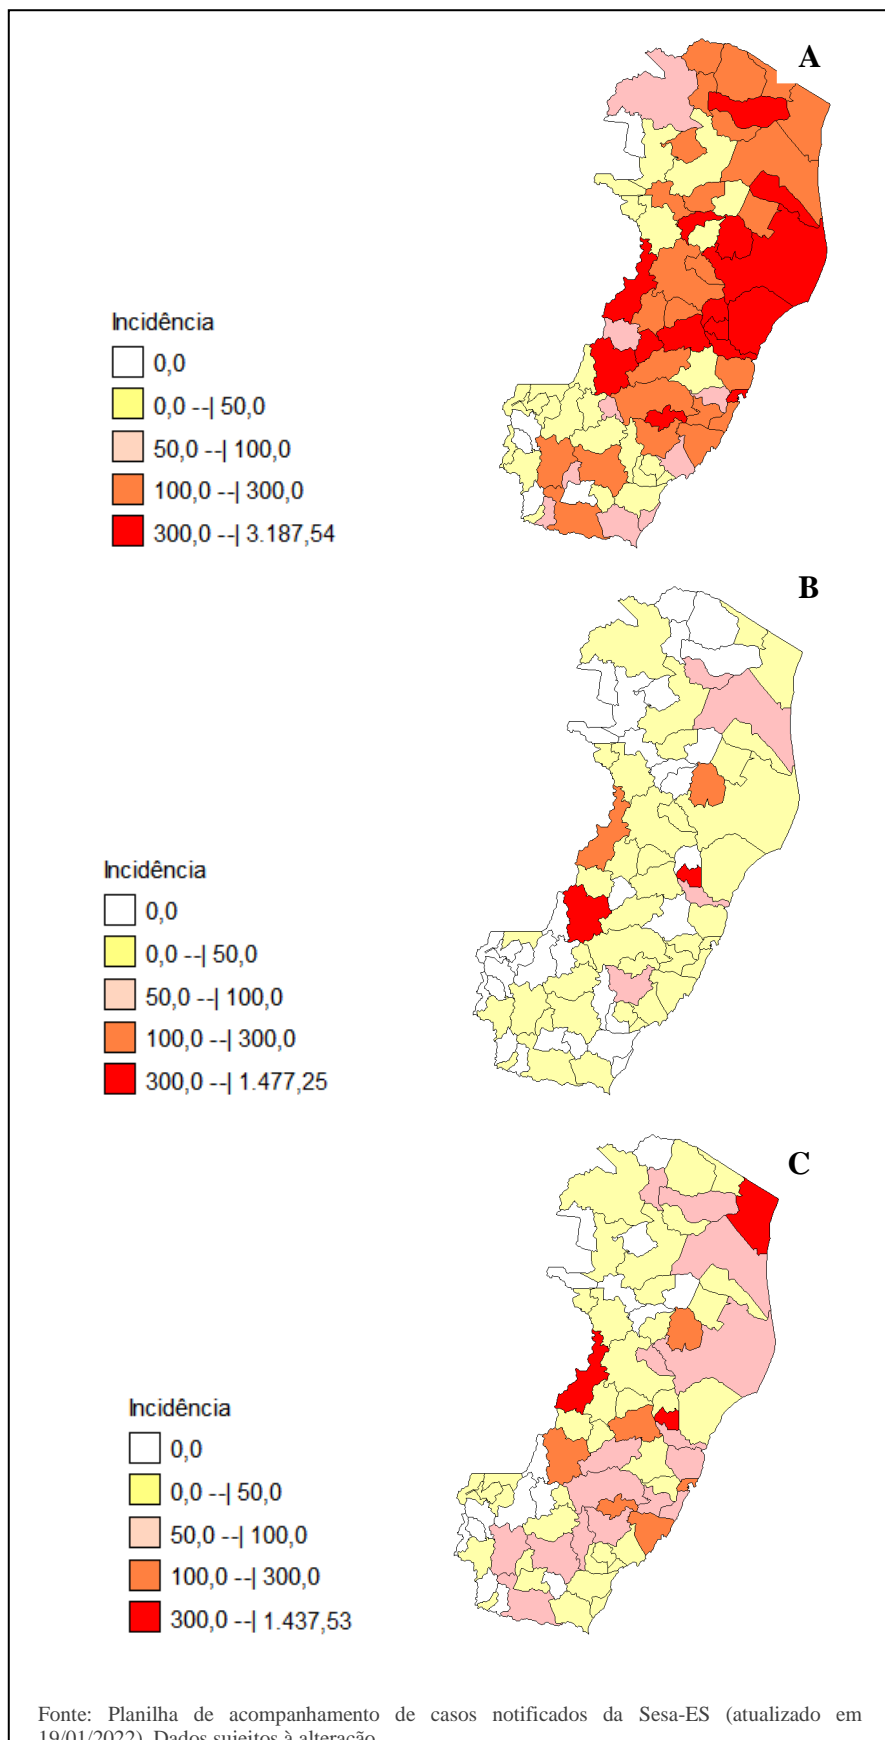 A
Incidência
0,0
0,0 --| 50,0
50,0 --| 100,0
100,0 --| 300,0
300,0 --| 3.187,54
B
Incidência
0,0
0,0 --| 50,0
50,0 --| 100,0
100,0 --| 300,0
300,0 --| 1.477,25
C
Incidência
0,0
0,0 --| 50,0
50,0 --| 100,0
100,0 --| 300,0
300,0 --| 1.437,53
Fonte: Planilha de acompanhamento de casos notificados da Sesa-ES (atualizado em
19/01/2022). Dados sujeitos à alteração